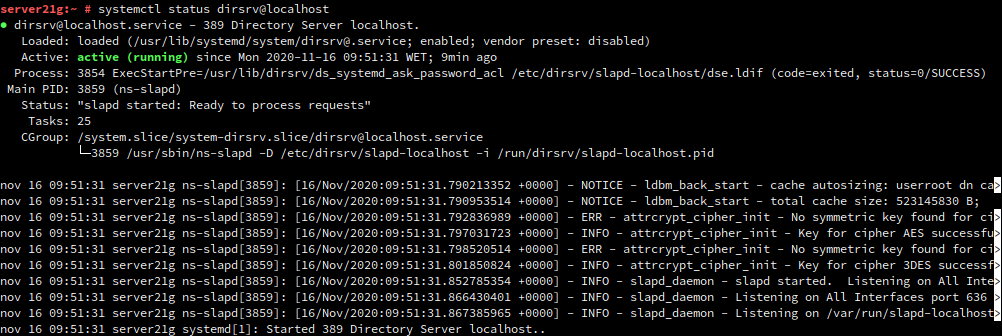 server21g:~ # systemctl status dirsrv@localhost
● dirsrv@localhost.service - 389 Directory Server localhost.
Loaded: loaded (/usr/lib/systemd/system/dirsrv@.service; enabled; vendor preset: disabled)
Active: active (running) since Mon 2020-11-16 09:51:31 WET; 9min ago
Process: 3854 ExecStartPre=/usr/lib/dirsrv/ds_systemd_ask_password_acl /etc/dirsrv/slapd-localhost/dse.ldif (code=exited, status=0/SUCCESS)
Main PID: 3859 (ns-slapd)
Status: "slapd started: Ready to process requests"
Tasks: 25
CGroup: /system.slice/system-dirsrv.slice/dirsrv@localhost.service
└─3859 /usr/sbin/ns-slapd -D /etc/dirsrv/slapd-localhost -i /run/dirsrv/slapd-localhost.pid
nov 16 09:51:31 server21g ns-slapd[3859]: [16/Nov/2020:09:51:31.790213352 +0000] - NOTICE - ldbm_back_start - cache autosizing: userroot dn ca>
nov 16 09:51:31 server21g ns-slapd[3859]: [16/Nov/2020:09:51:31.790953514 +0000] - NOTICE - ldbm_back_start - total cache size: 523145830 B;
nov 16 09:51:31 server21g ns-slapd[3859]: [16/Nov/2020:09:51:31.792836989 +0000] - ERR - attrcrypt_cipher_init - No symmetric key found for ci>
nov 16 09:51:31 server21g ns-slapd[3859]: [16/Nov/2020:09:51:31.797031723 +0000] - INFO - attrcrypt_cipher_init - Key for cipher AES successfu>
nov 16 09:51:31 server21g ns-slapd[3859]: [16/Nov/2020:09:51:31.798520514 +0000] - ERR - attrcrypt_cipher_init - No symmetric key found for ci>
nov 16 09:51:31 server21g ns-slapd[3859]: [16/Nov/2020:09:51:31.801850824 +0000] - INFO - attrcrypt_cipher_init - Key for cipher 3DES successf>
nov 16 09:51:31 server21g ns-slapd[3859]: [16/Nov/2020:09:51:31.852785354 +0000] - INFO - slapd_daemon - slapd started.  Listening on All Inte>
nov 16 09:51:31 server21g ns-slapd[3859]: [16/Nov/2020:09:51:31.866430401 +0000] - INFO - slapd_daemon - Listening on All Interfaces port 636 >
nov 16 09:51:31 server21g ns-slapd[3859]: [16/Nov/2020:09:51:31.867385965 +0000] - INFO - slapd_daemon - Listening on /var/run/slapd-localhost>
nov 16 09:51:31 server21g systemd[1]: Started 389 Directory Server localhost..